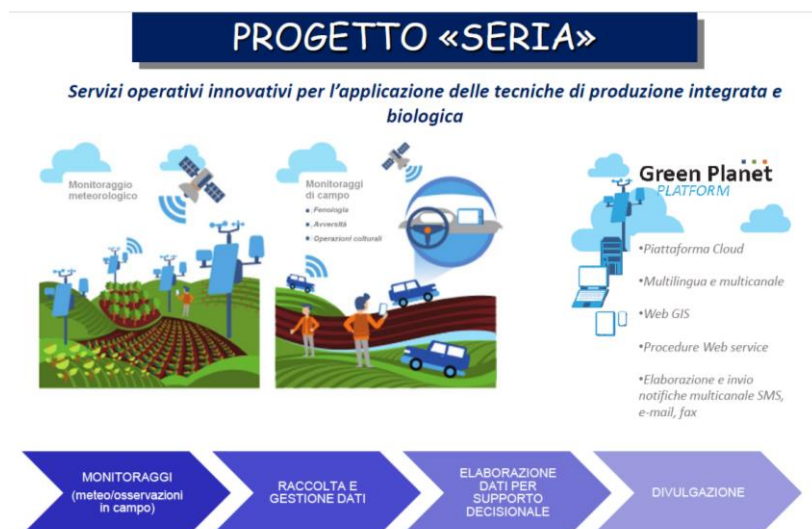 PROGETTO «SERIA»
Servizi operativi innovativi per l'applicazione delle tecniche di produzione integrata e
biologica
Monitoraggio
meteorologico
Monitoraggi
di campo
• Fenologia
• Avversità
• Operazioni colturali
Green Planet
PLATFORM
•Piattaforma Cloud
•Multilingua e multicanale
•Web GIS
•Procedure Web service
•Elaborazione e invio
notifiche multicanale SMS,
e-mail, fax
MONITORAGGI
(meteo/osservazioni
in campo)
RACCOLTA E
GESTIONE DATI
ELABORAZIONE
DATI PER
SUPPORTO
DECISIONALE
DIVULGAZIONE